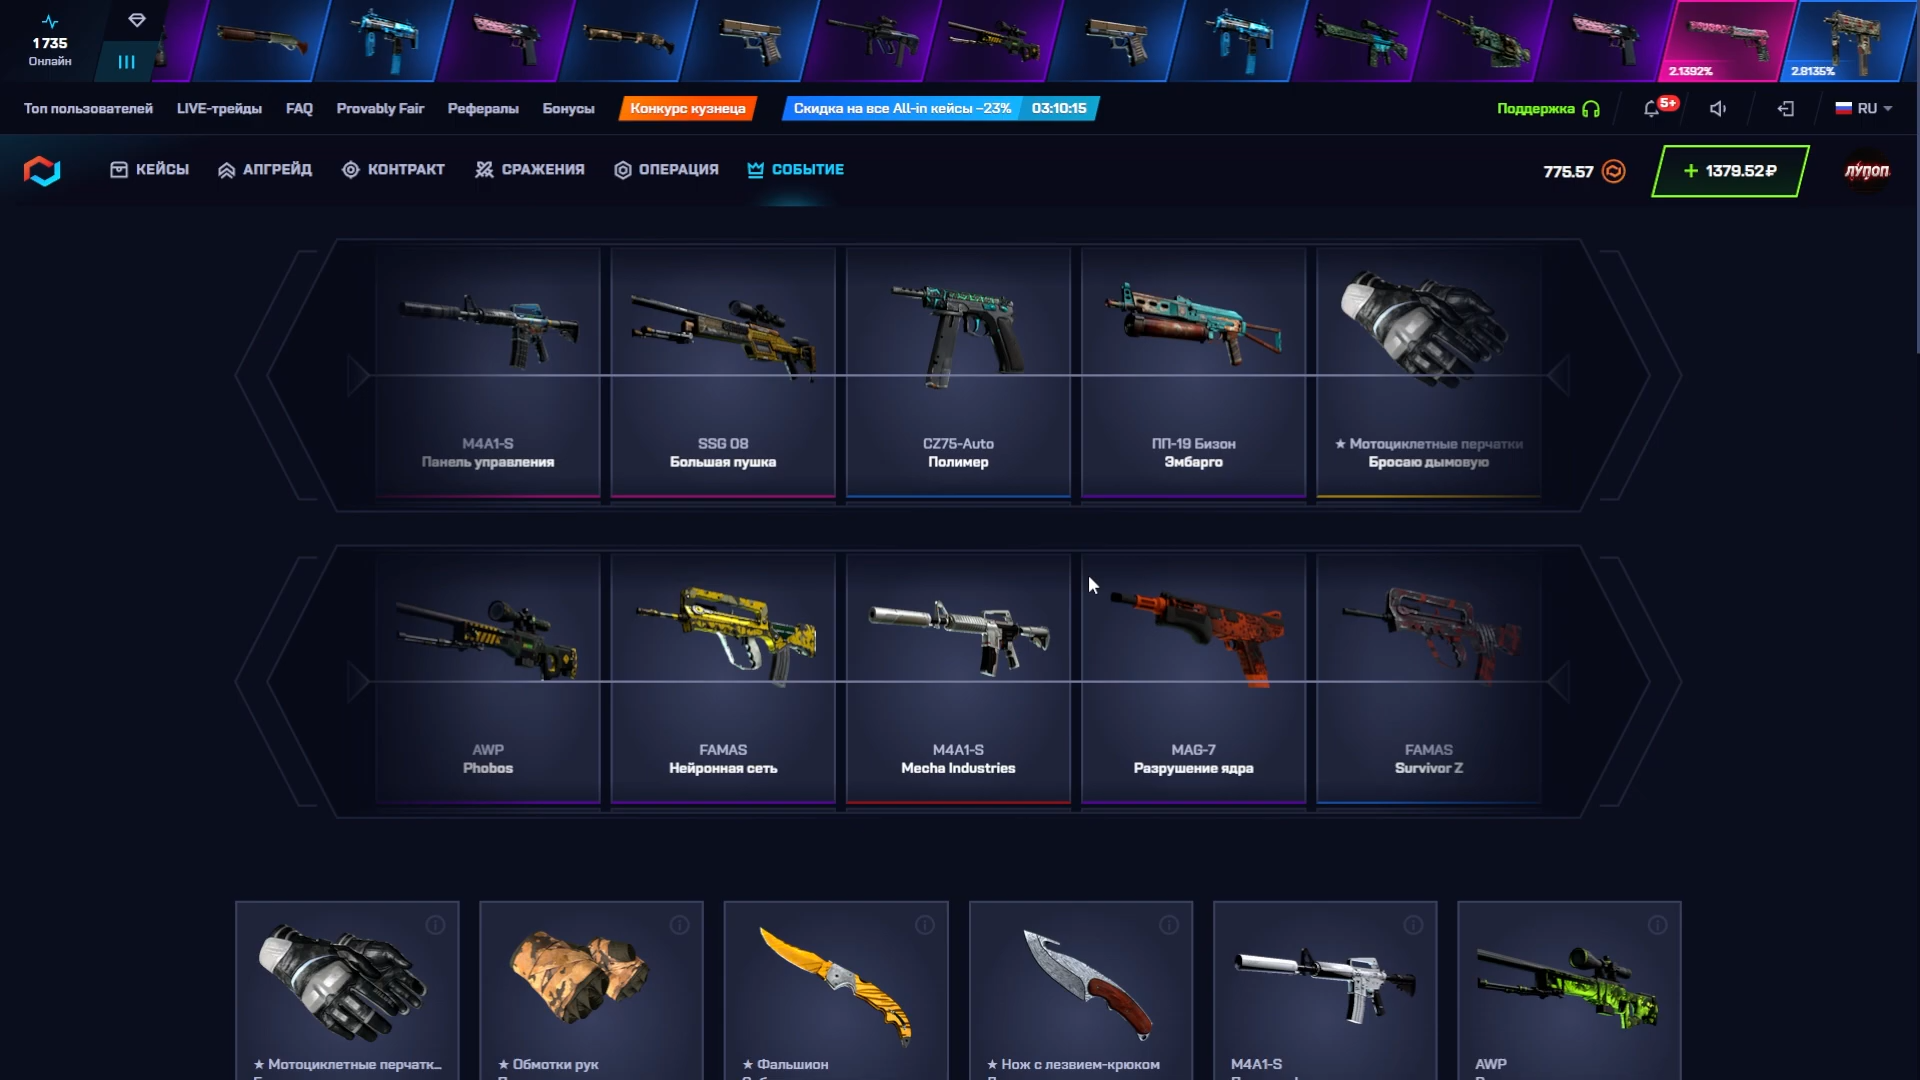 2.1392%
2.8135%
1 735
Онлайн
Топ пользователей
LIVE-трейды
FAQ
Provably Fair
Рефералы
Бонусы
Конкурс кузнеца
Скидка на все All-in кейсы –23%
03:10:15
Поддержка
5+
RU
КЕЙСЫ
АПГРЕЙД
КОНТРАКТ
СРАЖЕНИЯ
ОПЕРАЦИЯ
СОБЫТИЕ
775.57
+ 1379.52₽
ЛУПОП
M4A1-S
Панель управления
SSG 08
Большая пушка
CZ75-Auto
Полимер
ПП-19 Бизон
Эмбарго
★ Мотоциклетные перчатки
Бросаю дымовую
AWP
Phobos
FAMAS
Нейронная сеть
M4A1-S
Mecha Industries
MAG-7
Разрушение ядра
FAMAS
Survivor Z
★ Мотоциклетные перчатк...
★ Обмотки рук
★ Фальшион
★ Нож с лезвием-крюком
M4A1-S
AWP